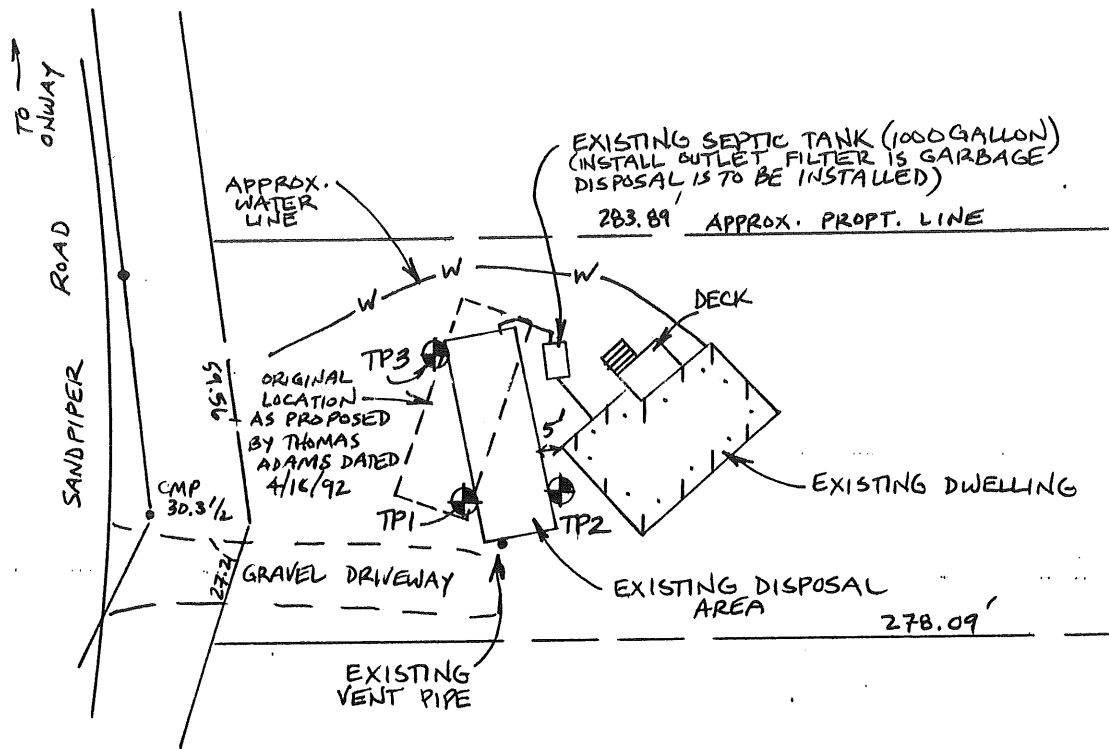 TO →
ONWAY
SANDPIPER ROAD
EXISTING SEPTIC TANK (1000 GALLON)
(INSTALL OUTLET FILTER IS GARBAGE
DISPOSAL IS TO BE INSTALLED)
283.89' APPROX. PROPT. LINE
APPROX.
WATER
LINE
W
W
W
DECK
TP3
ORIGINAL
LOCATION
AS PROPOSED
BY THOMAS
ADAMS DATED
4/16/92
5'
CMP
30.3 1/2
TP1
TP2
EXISTING DWELLING
27.2'
GRAVEL DRIVEWAY
EXISTING DISPOSAL
AREA
278.09'
EXISTING
VENT PIPE